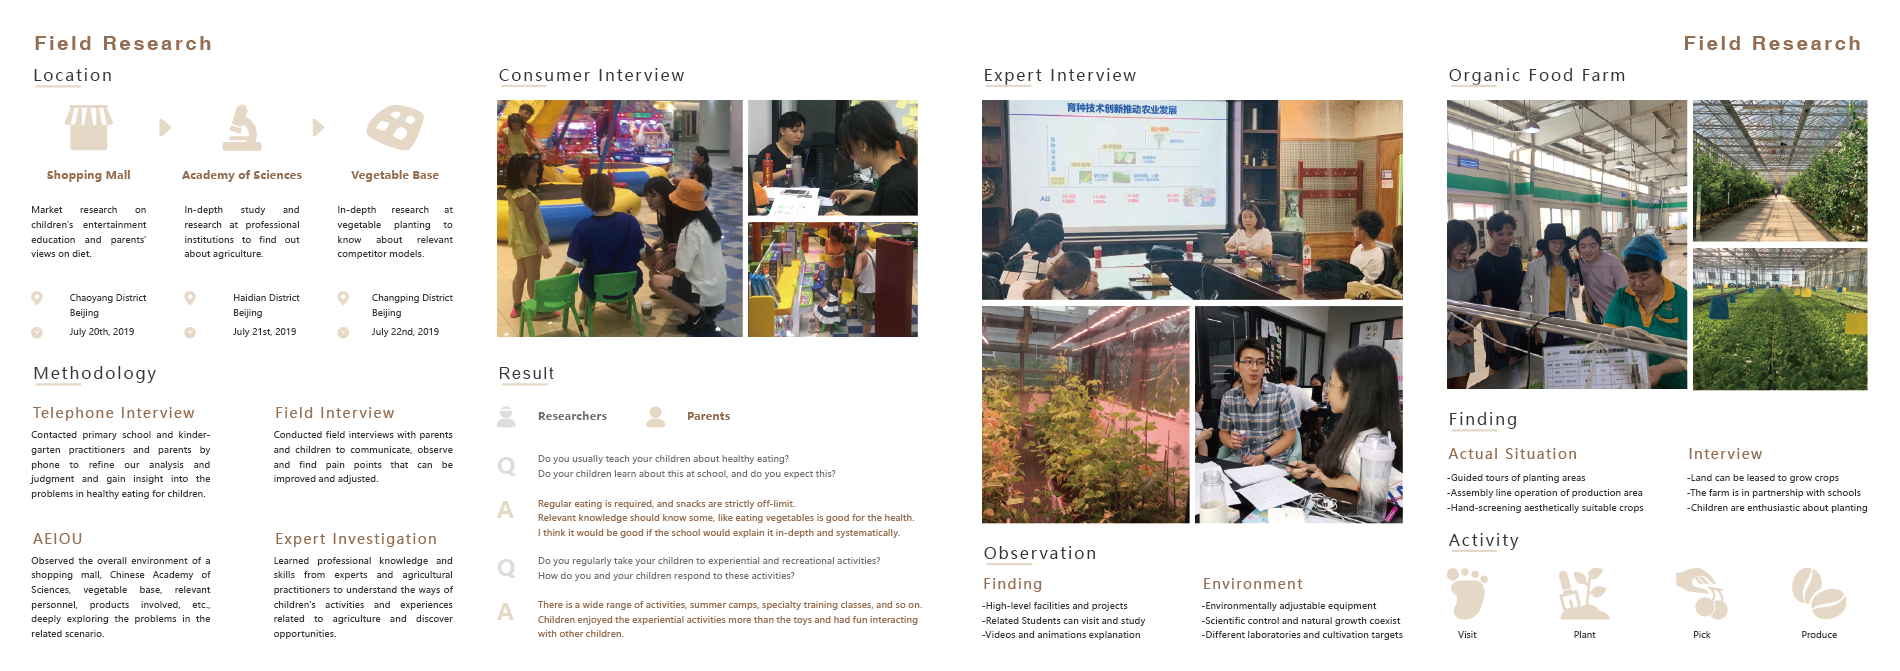 Field Research
Location
Shopping Mall
Academy of Sciences
Vegetable Base
Market research on
children's entertainment
education and parents'
views on diet.
In-depth study and
research at professional
institutions to find out
about agriculture.
In-depth research at
vegetable planting to
know about relevant
competitor models.
Chaoyang District
Beijing
July 20th, 2019
Haidian District
Beijing
July 21st, 2019
Changping District
Beijing
July 22nd, 2019
Methodology
Telephone Interview
Contacted primary school and kinder-
garten practitioners and parents by
phone to refine our analysis and
judgment and gain insight into the
problems in healthy eating for children.
Field Interview
Conducted field interviews with parents
and children to communicate, observe
and find pain points that can be
improved and adjusted.
AEIOU
Observed the overall environment of a
shopping mall, Chinese Academy of
Sciences, vegetable base, relevant
personnel, products involved, etc.,
deeply exploring the problems in the
related scenario.
Expert Investigation
Learned professional knowledge and
skills from experts and agricultural
practitioners to understand the ways of
children's activities and experiences
related to agriculture and discover
opportunities.
Consumer Interview
Result
Researchers
Parents
Q
Do you usually teach your children about healthy eating?
Do your children learn about this at school, and do you expect this?
A
Regular eating is required, and snacks are strictly off-limit.
Relevant knowledge should know some, like eating vegetables is good for the health.
I think it would be good if the school would explain it in-depth and systematically.
Q
Do you regularly take your children to experiential and recreational activities?
How do you and your children respond to these activities?
A
There is a wide range of activities, summer camps, specialty training classes, and so on.
Children enjoyed the experiential activities more than the toys and had fun interacting
with other children.
Expert Interview
育种技术创新推动农业发展
人口
Observation
Finding
-High-level facilities and projects
-Related Students can visit and study
-Videos and animations explanation
Environment
-Environmentally adjustable equipment
-Scientific control and natural growth coexist
-Different laboratories and cultivation targets
Field Research
Organic Food Farm
Finding
Actual Situation
-Guided tours of planting areas
-Assembly line operation of production area
-Hand-screening aesthetically suitable crops
Interview
-Land can be leased to grow crops
-The farm is in partnership with schools
-Children are enthusiastic about planting
Activity
Visit
Plant
Pick
Produce